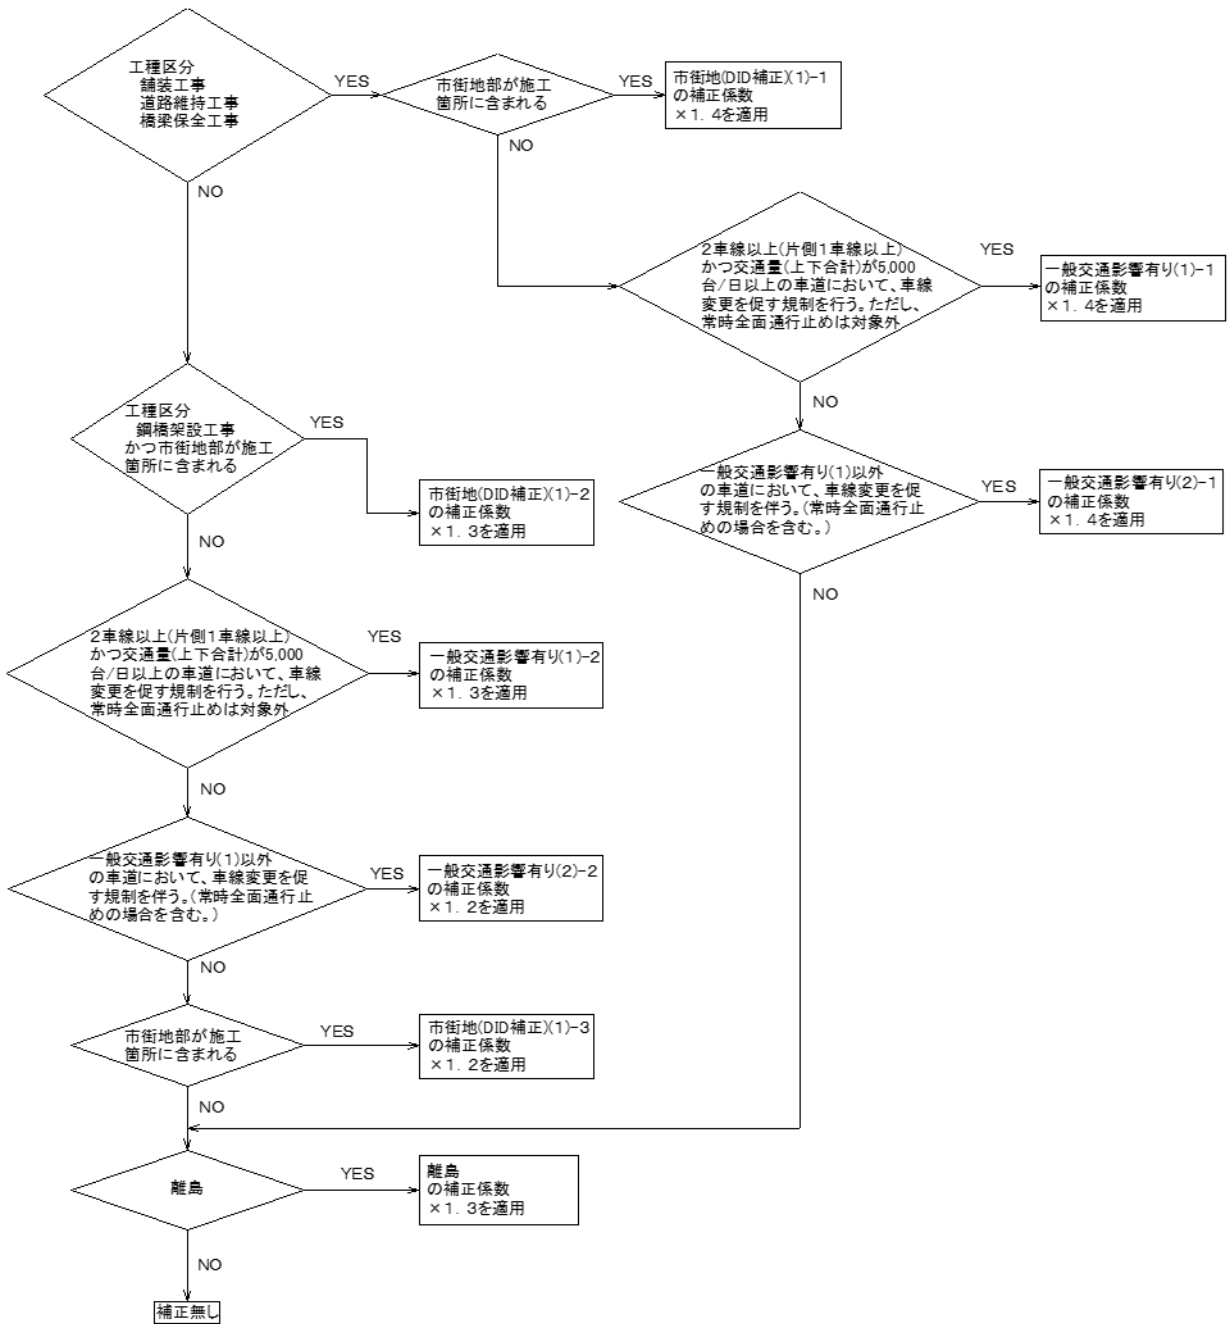 工種区分
舗装工事
道路維持工事
橋梁保全工事
YES
市街地部が施工
箇所に含まれる
YES
市街地(DID補正)(1)-1
の補正係数
×1.4を適用
NO
NO
2車線以上(片側1車線以上)
かつ交通量(上下合計)が5,000
台/日以上の車道において、車線
変更を促す規制を行う。ただし、
常時全面通行止めは対象外
YES
一般交通影響有り(1)-1
の補正係数
×1.4を適用
NO
工種区分
鋼橋架設工事
かつ市街地部が施工
箇所に含まれる
YES
市街地(DID補正)(1)-2
の補正係数
×1.3を適用
一般交通影響有り(1)以外
の車道において、車線変更を促
す規制を伴う。(常時全面通行止
めの場合を含む。)
YES
一般交通影響有り(2)-1
の補正係数
×1.4を適用
NO
NO
2車線以上(片側1車線以上)
かつ交通量(上下合計)が5,000
台/日以上の車道において、車線
変更を促す規制を行う。ただし、
常時全面通行止めは対象外
YES
一般交通影響有り(1)-2
の補正係数
×1.3を適用
NO
一般交通影響有り(1)以外
の車道において、車線変更を促
す規制を伴う。(常時全面通行止
めの場合を含む。)
YES
一般交通影響有り(2)-2
の補正係数
×1.2を適用
NO
市街地部が施工
箇所に含まれる
YES
市街地(DID補正)(1)-3
の補正係数
×1.2を適用
NO
離島
YES
離島
の補正係数
×1.3を適用
NO
補正無し